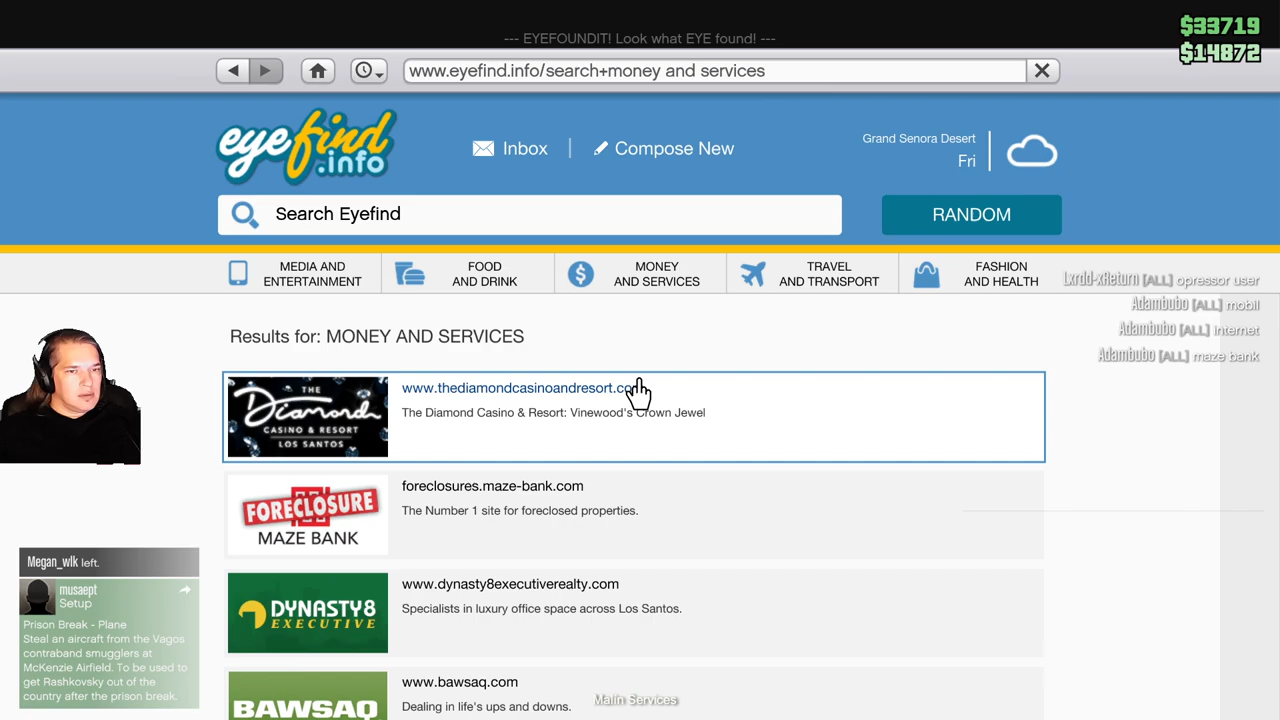 --- EYEFOUNDIT! Look what EYE found! ---
$33719
$14872
www.eyefind.info/search+money and services
eyefind
.info
Inbox
Compose New
Grand Senora Desert
Fri
Search Eyefind
RANDOM
MEDIA AND
ENTERTAINMENT
FOOD
AND DRINK
MONEY
AND SERVICES
TRAVEL
AND TRANSPORT
FASHION
AND HEALTH
Lxrdd-xReturn [ALL] opressor user
Adambubo [ALL] mobil
Adambubo [ALL] internet
Adambubo [ALL] maze bank
Results for: MONEY AND SERVICES
THE
Diamond
CASINO & RESORT
LOS SANTOS
www.thediamondcasinoandresort.co
The Diamond Casino & Resort: Vinewood's Crown Jewel
FORECLOSURE
MAZE BANK
foreclosures.maze-bank.com
The Number 1 site for foreclosed properties.
DYNASTY8
EXECUTIVE
www.dynasty8executiverealty.com
Specialists in luxury office space across Los Santos.
BAWSAQ
www.bawsaq.com
Dealing in life's ups and downs.
Malin Services
Megan_wlk left.
musaept
Setup
Prison Break - Plane
Steal an aircraft from the Vagos
contraband smugglers at
McKenzie Airfield. To be used to
get Rashkovsky out of the
country after the prison break.